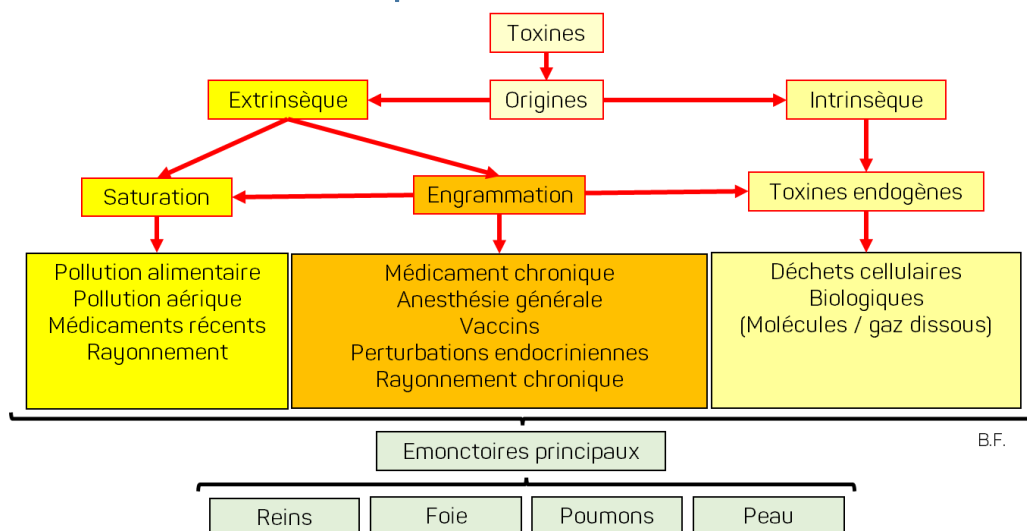 Toxines
Extrinsèque
Origines
Intrinsèque
Saturation
Engrammation
Toxines endogènes
Pollution alimentaire
Pollution aérique
Médicaments récents
Rayonnement
Médicament chronique
Anesthésie générale
Vaccins
Perturbations endocriniennes
Rayonnement chronique
Déchets cellulaires
Biologiques
(Molécules / gaz dissous)
Emonctoires principaux
B.F.
Reins
Foie
Poumons
Peau